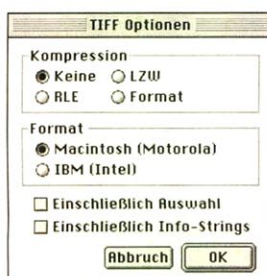 TIFF Optionen
Kompression
Keine LZW
RLE Format
Format
Macintosh (Motorola)
IBM (Intel)
Einschließlich Auswahl
Einschließlich Info-Strings
Abbruch OK